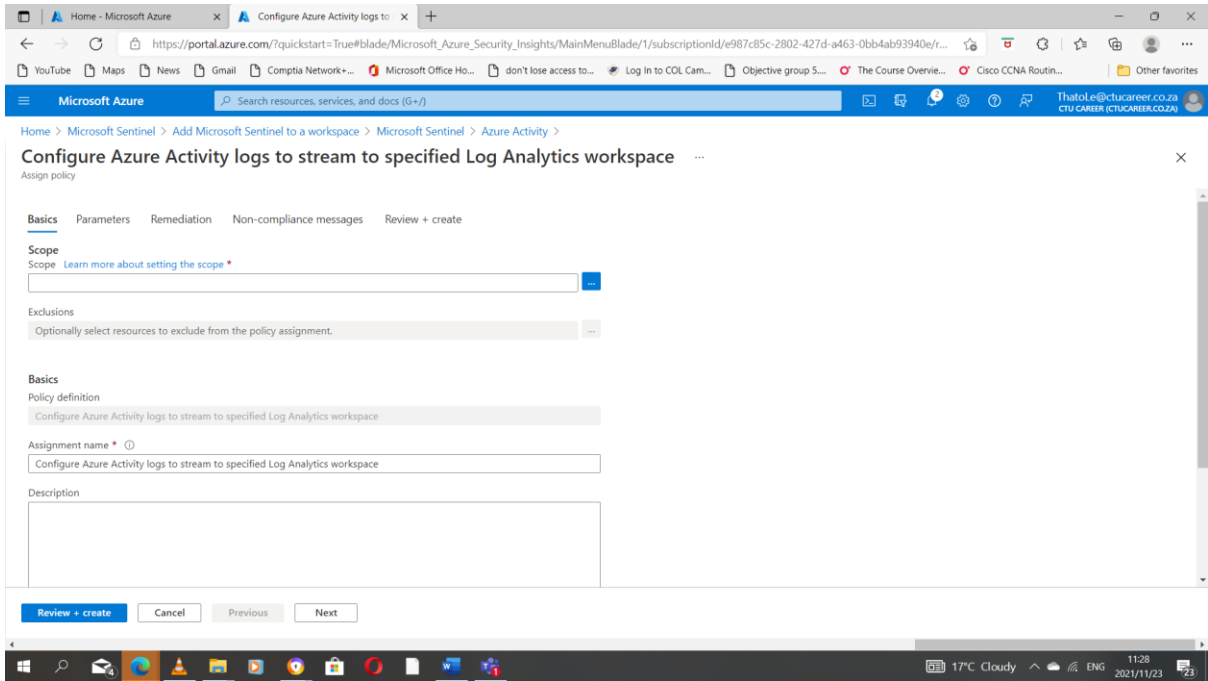 Home - Microsoft Azure
Configure Azure Activity logs to
https://portal.azure.com/?quickstart=True#blade/Microsoft_Azure_Security_Insights/MainMenuBlade/1/subscriptionId/e987c85c-2802-427d-a463-0bb4ab93940e/r...
YouTube Maps News Gmail Comptia Network+... Microsoft Office Ho... don't lose access to... Log In to COL Cam... Objective group 5.... The Course Overvie... Cisco CCNA Routin... Other favorites
Microsoft Azure
Search resources, services, and docs (G+/)
2
ThatoLe@ctucareer.co.za
CTU CAREER (CTUCAREER.CO.ZA)
Home > Microsoft Sentinel > Add Microsoft Sentinel to a workspace > Microsoft Sentinel > Azure Activity >
Configure Azure Activity logs to stream to specified Log Analytics workspace ...
Assign policy
Basics Parameters Remediation Non-compliance messages Review + create
Scope
Scope Learn more about setting the scope *
...
Exclusions
Optionally select resources to exclude from the policy assignment.
...
Basics
Policy definition
Configure Azure Activity logs to stream to specified Log Analytics workspace
Assignment name *
Configure Azure Activity logs to stream to specified Log Analytics workspace
Description
Review + create Cancel Previous Next
17°C Cloudy ENG
11:28
2021/11/23
23